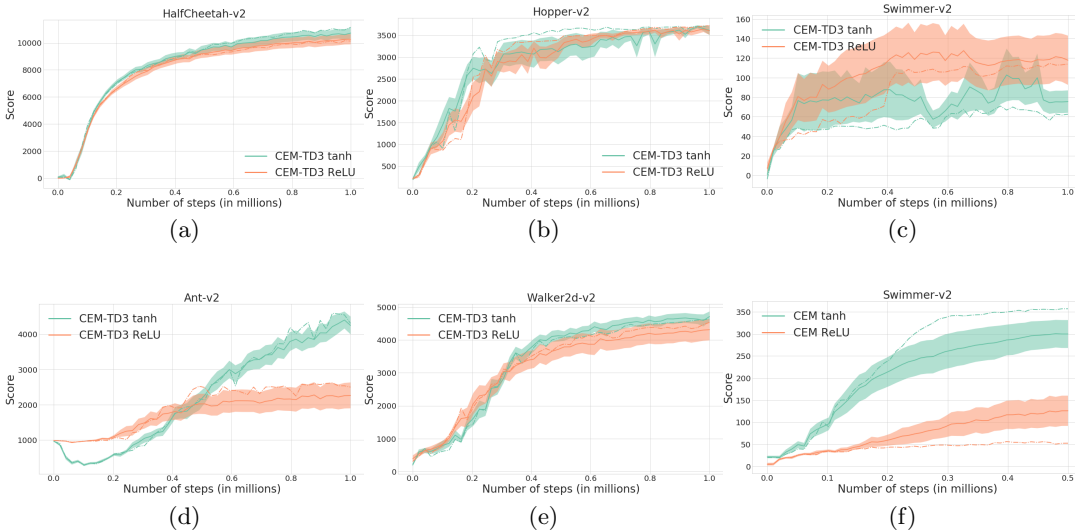 HalfCheetah-v2
Score
10000
8000
6000
4000
2000
0
0.0 0.2 0.4 0.6 0.8 1.0
Number of steps (in millions)
CEM-TD3 tanh
CEM-TD3 ReLU
(a)
Hopper-v2
Score
3500
3000
2500
2000
1500
1000
500
0.0 0.2 0.4 0.6 0.8 1.0
Number of steps (in millions)
CEM-TD3 tanh
CEM-TD3 ReLU
(b)
Swimmer-v2
Score
160
140
120
100
80
60
40
20
0
0.0 0.2 0.4 0.6 0.8 1.0
Number of steps (in millions)
CEM-TD3 tanh
CEM-TD3 ReLU
(c)
Ant-v2
Score
4000
3000
2000
1000
0.0 0.2 0.4 0.6 0.8 1.0
Number of steps (in millions)
CEM-TD3 tanh
CEM-TD3 ReLU
(d)
Walker2d-v2
Score
5000
4000
3000
2000
1000
0
0.0 0.2 0.4 0.6 0.8 1.0
Number of steps (in millions)
CEM-TD3 tanh
CEM-TD3 ReLU
(e)
Swimmer-v2
Score
350
300
250
200
150
100
50
0
0.0 0.1 0.2 0.3 0.4 0.5
Number of steps (in millions)
CEM tanh
CEM ReLU
(f)